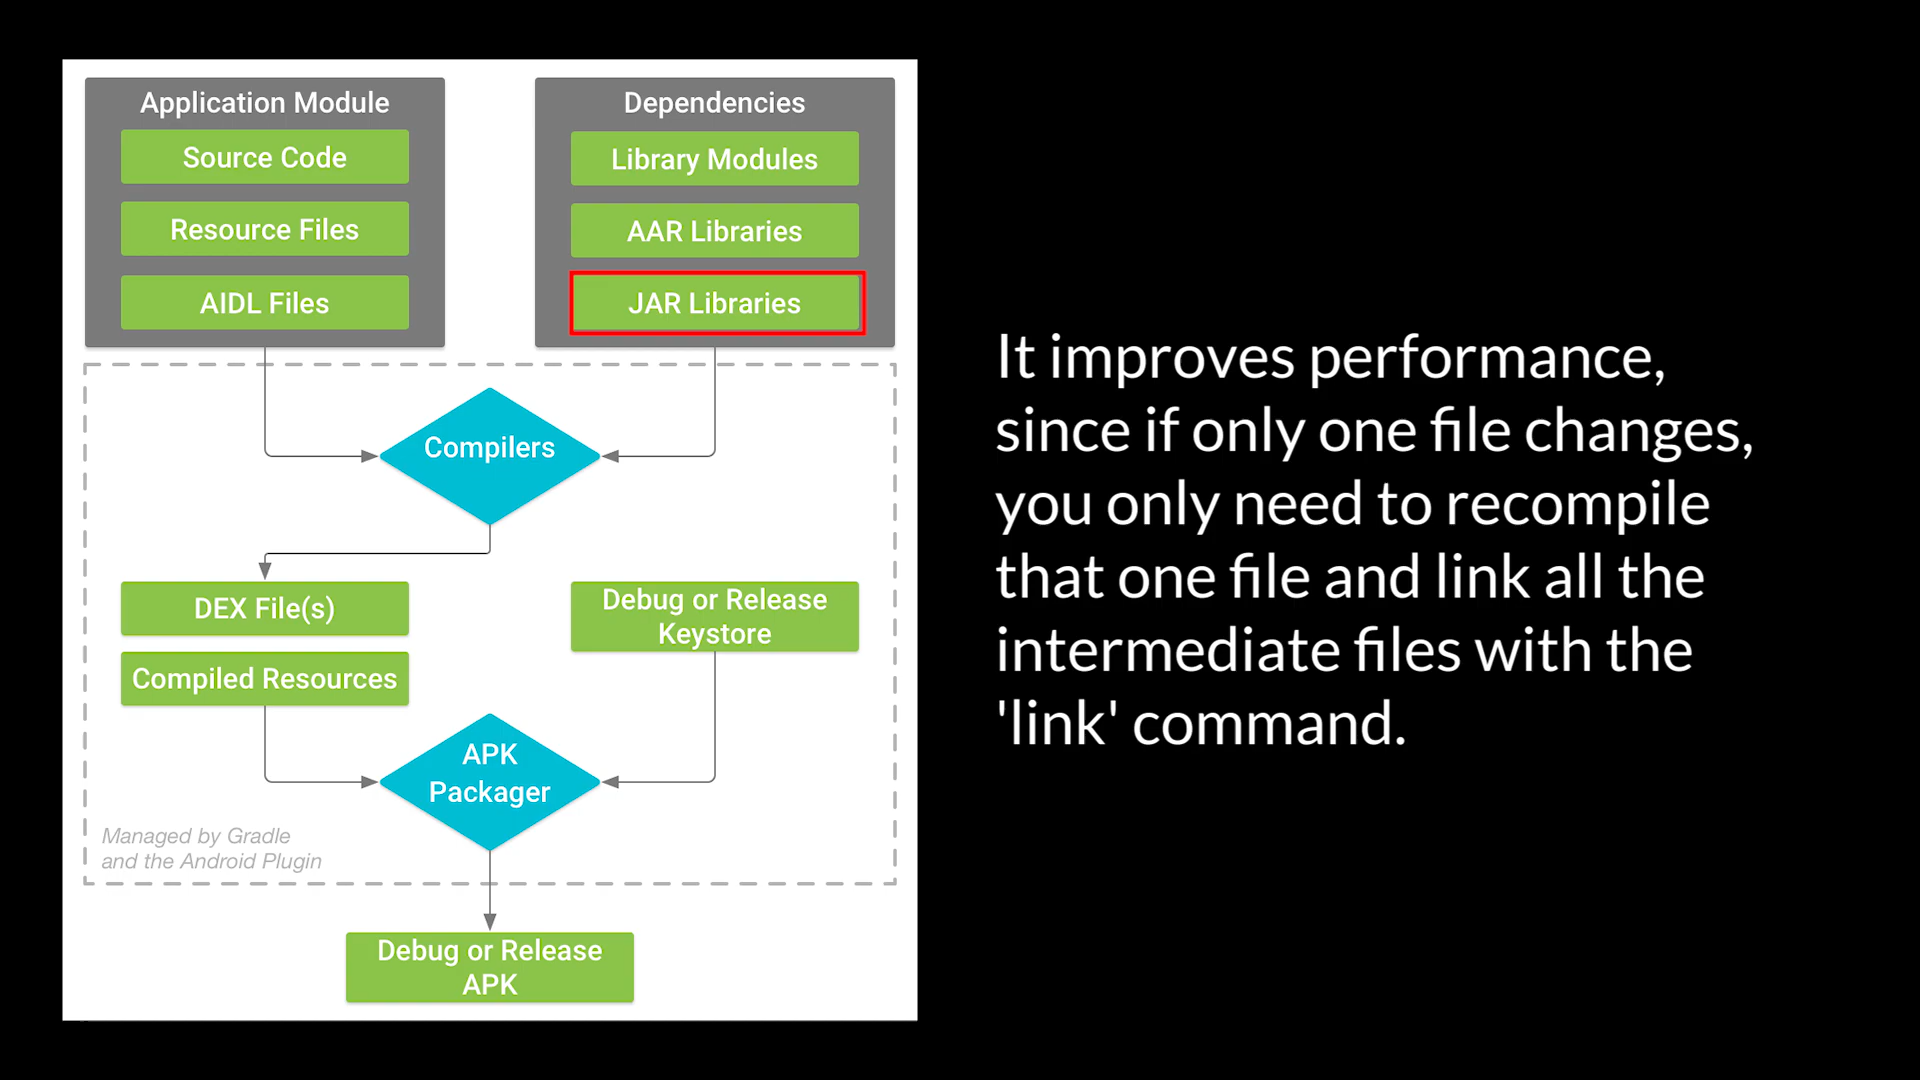 Application Module
Source Code
Resource Files
AIDL Files
Dependencies
Library Modules
AAR Libraries
JAR Libraries
Compilers
DEX File(s)
Compiled Resources
Debug or Release
Keystore
APK
Packager
Managed by Gradle
and the Android Plugin
Debug or Release
APK
It improves performance,
since if only one file changes,
you only need to recompile
that one file and link all the
intermediate files with the
'link' command.